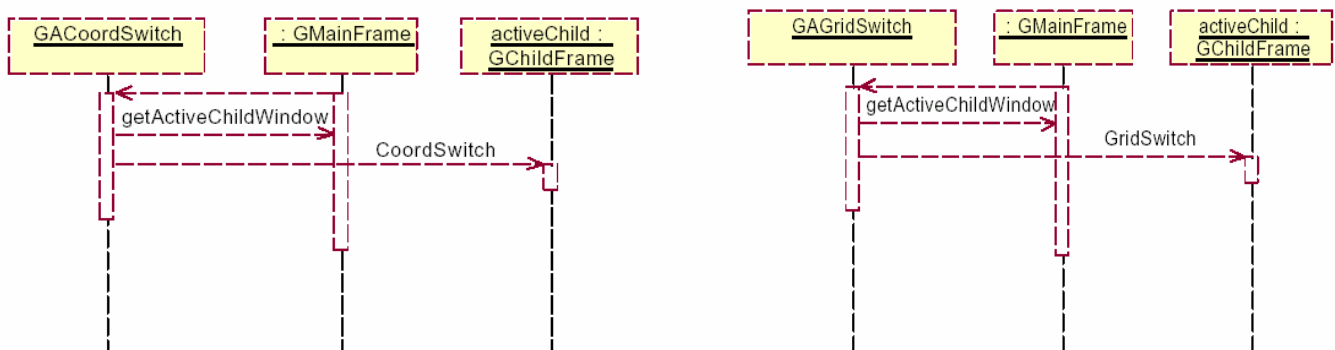 GACoordSwitch
: GMainFrame
activeChild :
GChildFrame
getActiveChildWindow
CoordSwitch
GAGridSwitch
: GMainFrame
activeChild :
GChildFrame
getActiveChildWindow
GridSwitch